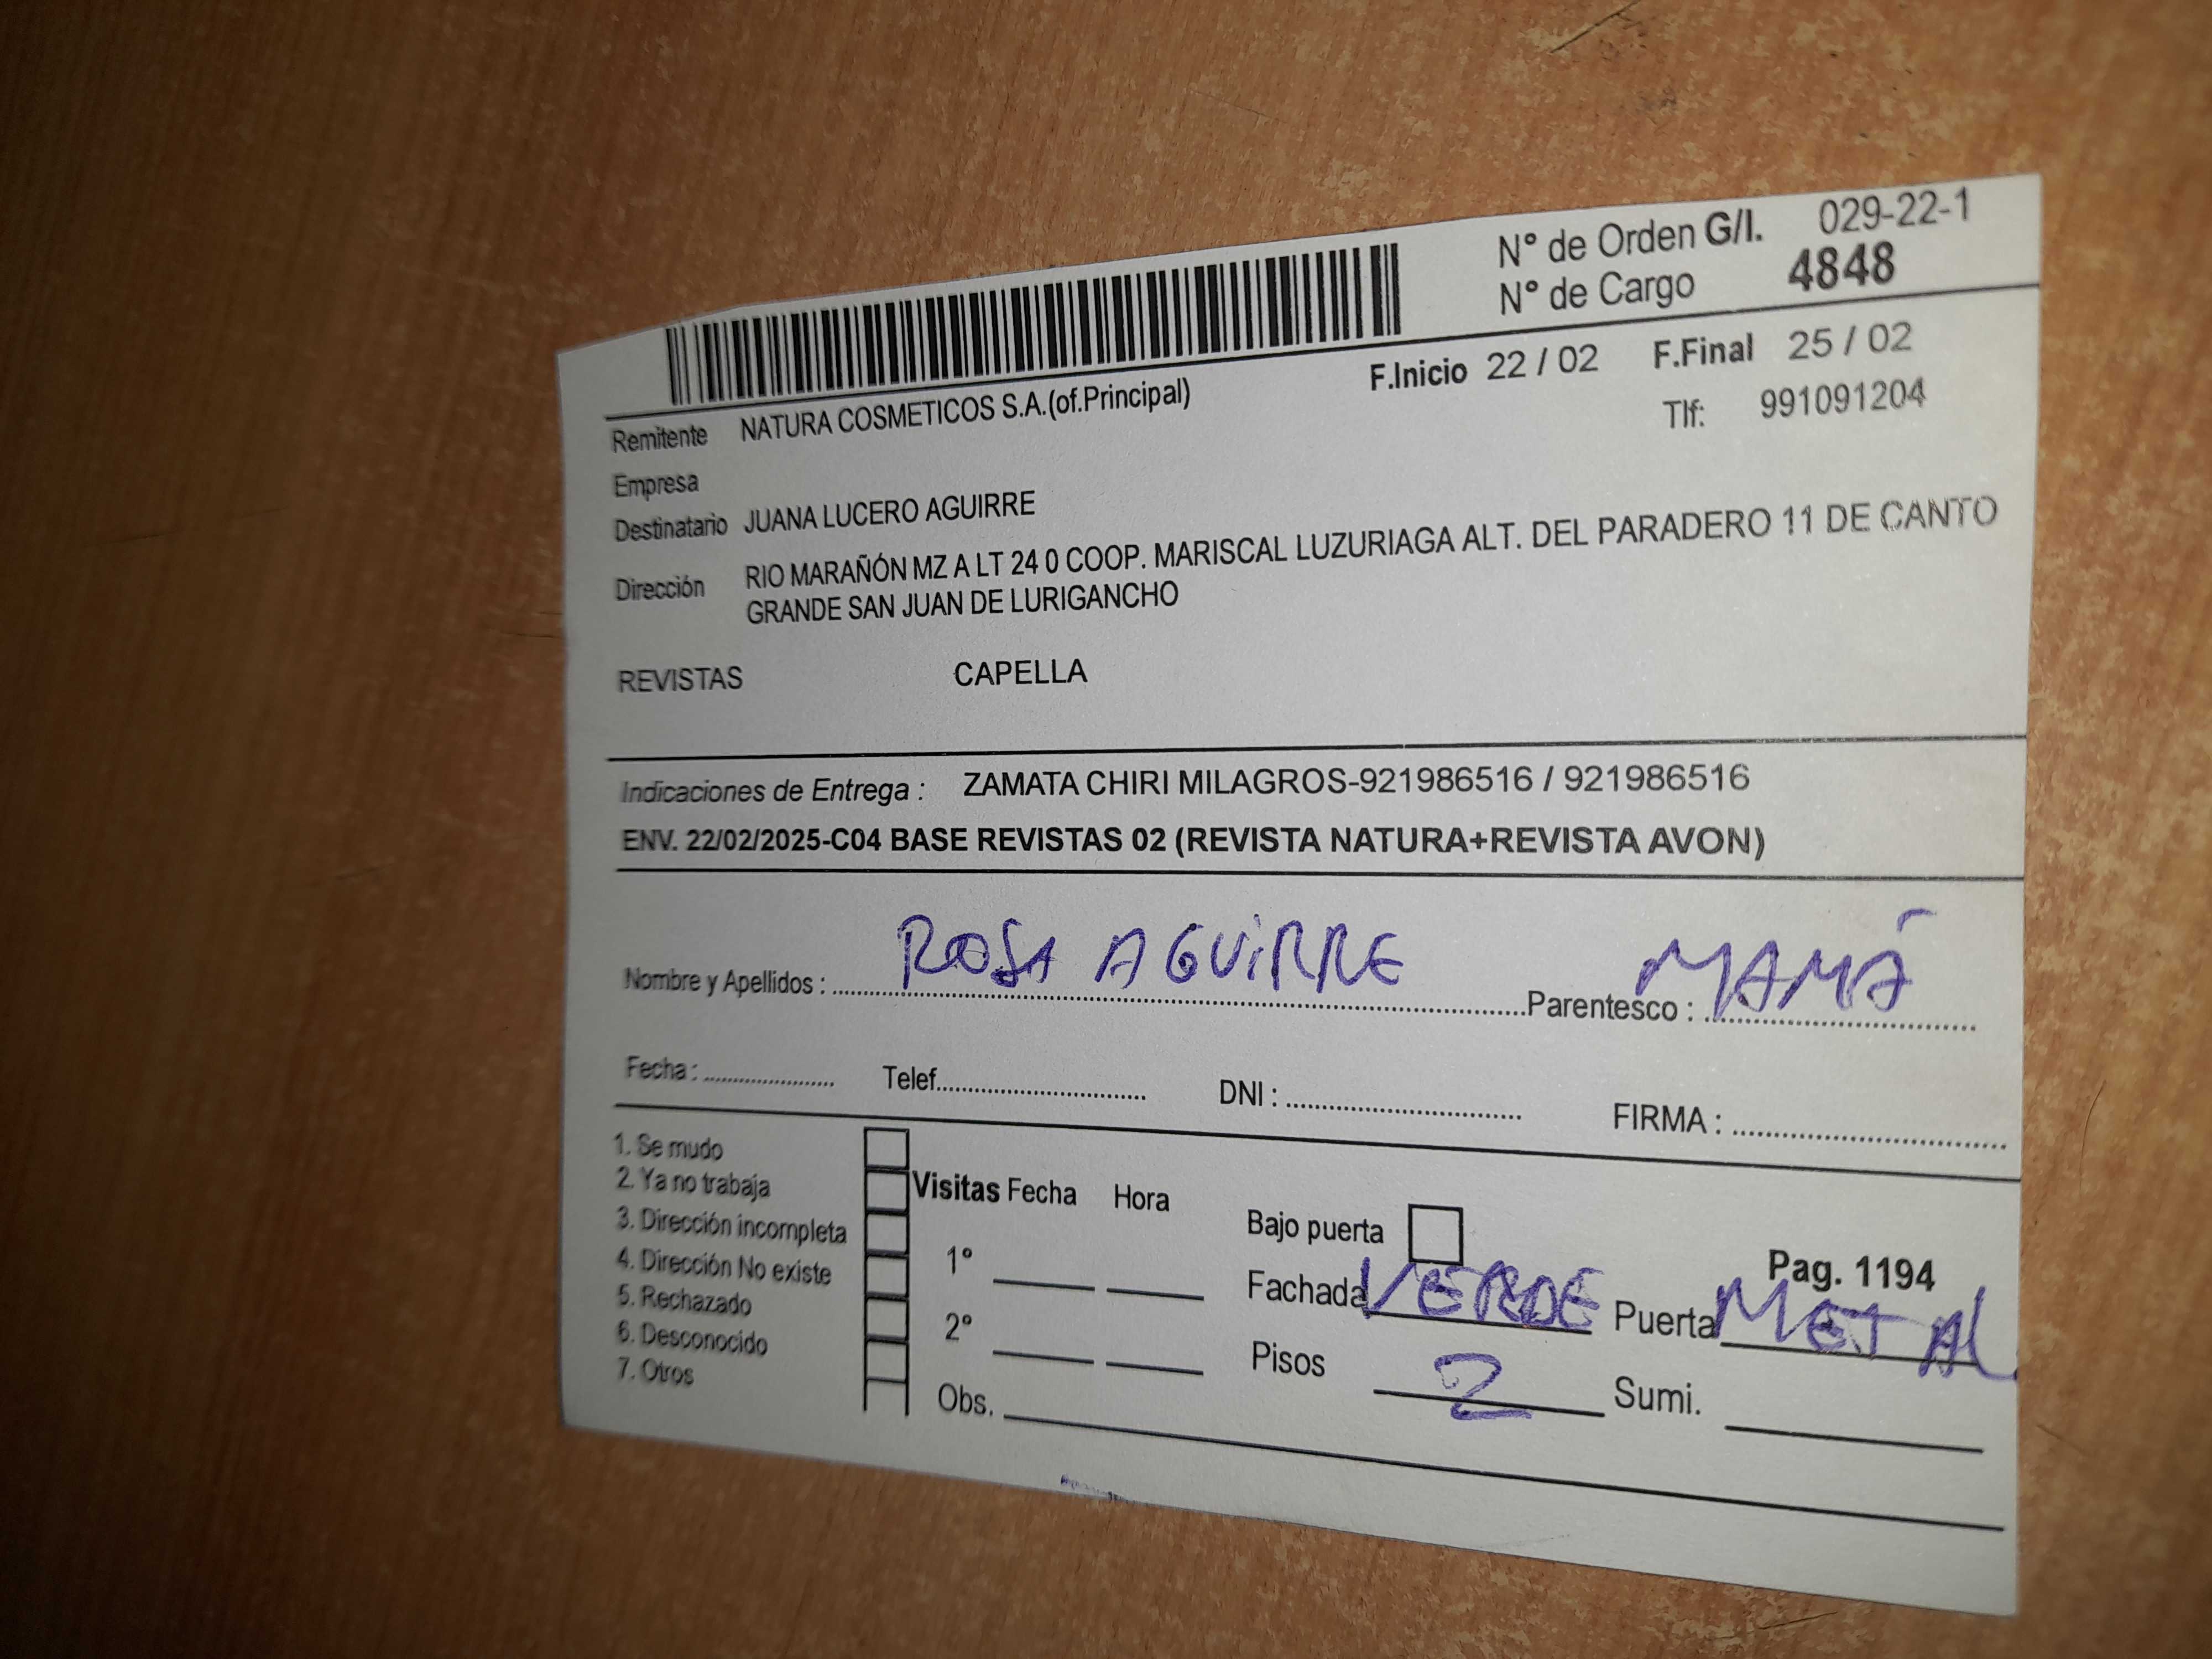 N° de Orden G/I. 029-22-1
N° de Cargo 4848
F.Inicio 22 / 02 F.Final 25 / 02
Remitente NATURA COSMETICOS S.A.(of.Principal) Tlf: 991091204
Empresa
Destinatario JUANA LUCERO AGUIRRE
Dirección RIO MARAÑÓN MZ A LT 24 0 COOP. MARISCAL LUZURIAGA ALT. DEL PARADERO 11 DE CANTO
GRANDE SAN JUAN DE LURIGANCHO
REVISTAS CAPELLA
Indicaciones de Entrega : ZAMATA CHIRI MILAGROS-921986516 / 921986516
ENV. 22/02/2025-C04 BASE REVISTAS 02 (REVISTA NATURA+REVISTA AVON)
Nombre y Apellidos : ROSA AGUIRRE Parentesco : MAMÁ
Fecha : Telef. DNI : FIRMA :
1. Se mudo
2. Ya no trabaja Visitas Fecha Hora
3. Dirección incompleta Bajo puerta
4. Dirección No existe 1° Fachada VERDE Puerta METAL Pag. 1194
5. Rechazado
6. Desconocido 2° Pisos 2 Sumi.
7. Otros Obs.